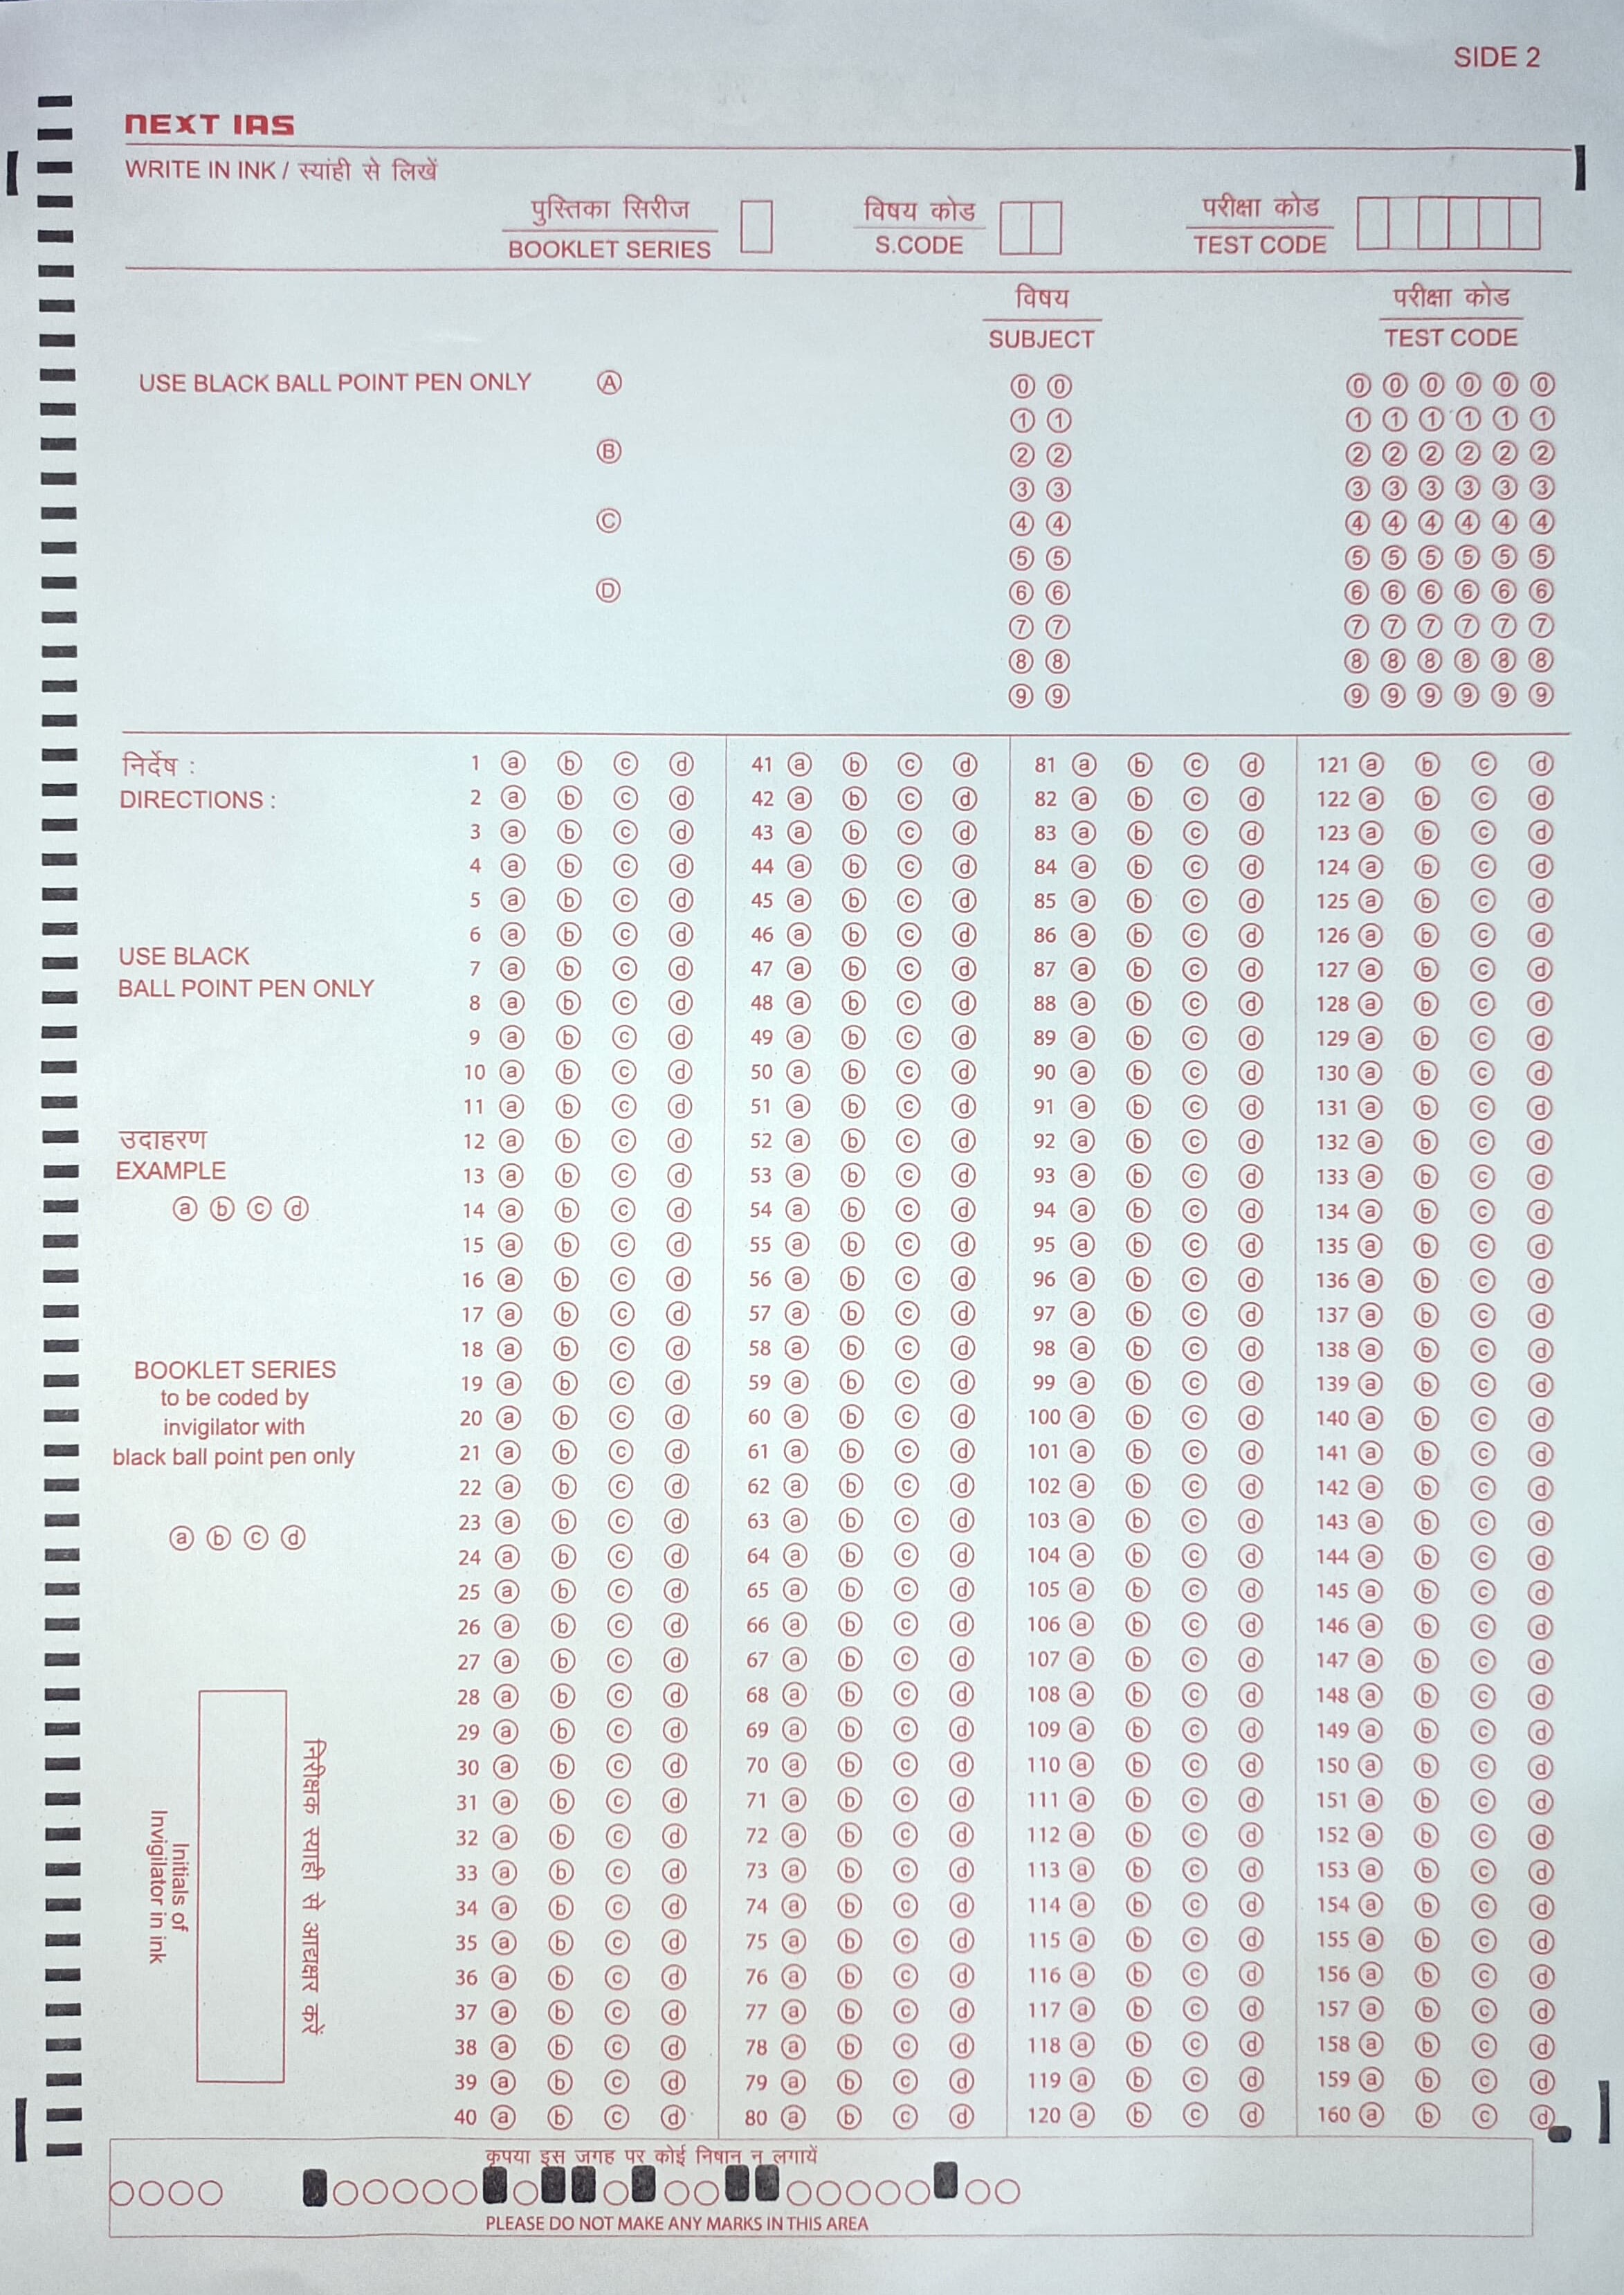 SIDE 2
NEXT IAS
WRITE IN INK / स्यांही से लिखें
पुस्तिका सिरीज
BOOKLET SERIES
विषय कोड
S.CODE
परीक्षा कोड
TEST CODE
विषय
SUBJECT
परीक्षा कोड
TEST CODE
USE BLACK BALL POINT PEN ONLY
A
B
C
D
0 0 0 0 0 0 0 0
1 1 1 1 1 1 1 1
2 2 2 2 2 2 2 2
3 3 3 3 3 3 3 3
4 4 4 4 4 4 4 4
5 5 5 5 5 5 5 5
6 6 6 6 6 6 6 6
7 7 7 7 7 7 7 7
8 8 8 8 8 8 8 8
9 9 9 9 9 9 9 9
निर्देष :
DIRECTIONS :
USE BLACK
BALL POINT PEN ONLY
उदाहरण
EXAMPLE
a b c d
BOOKLET SERIES
to be coded by
invigilator with
black ball point pen only
a b c d
Initials of
Invigilator in ink
निरीक्षक स्याही से आद्यक्षर करें
1 a b c d 41 a b c d 81 a b c d 121 a b c d
2 a b c d 42 a b c d 82 a b c d 122 a b c d
3 a b c d 43 a b c d 83 a b c d 123 a b c d
4 a b c d 44 a b c d 84 a b c d 124 a b c d
5 a b c d 45 a b c d 85 a b c d 125 a b c d
6 a b c d 46 a b c d 86 a b c d 126 a b c d
7 a b c d 47 a b c d 87 a b c d 127 a b c d
8 a b c d 48 a b c d 88 a b c d 128 a b c d
9 a b c d 49 a b c d 89 a b c d 129 a b c d
10 a b c d 50 a b c d 90 a b c d 130 a b c d
11 a b c d 51 a b c d 91 a b c d 131 a b c d
12 a b c d 52 a b c d 92 a b c d 132 a b c d
13 a b c d 53 a b c d 93 a b c d 133 a b c d
14 a b c d 54 a b c d 94 a b c d 134 a b c d
15 a b c d 55 a b c d 95 a b c d 135 a b c d
16 a b c d 56 a b c d 96 a b c d 136 a b c d
17 a b c d 57 a b c d 97 a b c d 137 a b c d
18 a b c d 58 a b c d 98 a b c d 138 a b c d
19 a b c d 59 a b c d 99 a b c d 139 a b c d
20 a b c d 60 a b c d 100 a b c d 140 a b c d
21 a b c d 61 a b c d 101 a b c d 141 a b c d
22 a b c d 62 a b c d 102 a b c d 142 a b c d
23 a b c d 63 a b c d 103 a b c d 143 a b c d
24 a b c d 64 a b c d 104 a b c d 144 a b c d
25 a b c d 65 a b c d 105 a b c d 145 a b c d
26 a b c d 66 a b c d 106 a b c d 146 a b c d
27 a b c d 67 a b c d 107 a b c d 147 a b c d
28 a b c d 68 a b c d 108 a b c d 148 a b c d
29 a b c d 69 a b c d 109 a b c d 149 a b c d
30 a b c d 70 a b c d 110 a b c d 150 a b c d
31 a b c d 71 a b c d 111 a b c d 151 a b c d
32 a b c d 72 a b c d 112 a b c d 152 a b c d
33 a b c d 73 a b c d 113 a b c d 153 a b c d
34 a b c d 74 a b c d 114 a b c d 154 a b c d
35 a b c d 75 a b c d 115 a b c d 155 a b c d
36 a b c d 76 a b c d 116 a b c d 156 a b c d
37 a b c d 77 a b c d 117 a b c d 157 a b c d
38 a b c d 78 a b c d 118 a b c d 158 a b c d
39 a b c d 79 a b c d 119 a b c d 159 a b c d
40 a b c d 80 a b c d 120 a b c d 160 a b c d
कृपया इस जगह पर कोई निषान न लगायें
PLEASE DO NOT MAKE ANY MARKS IN THIS AREA